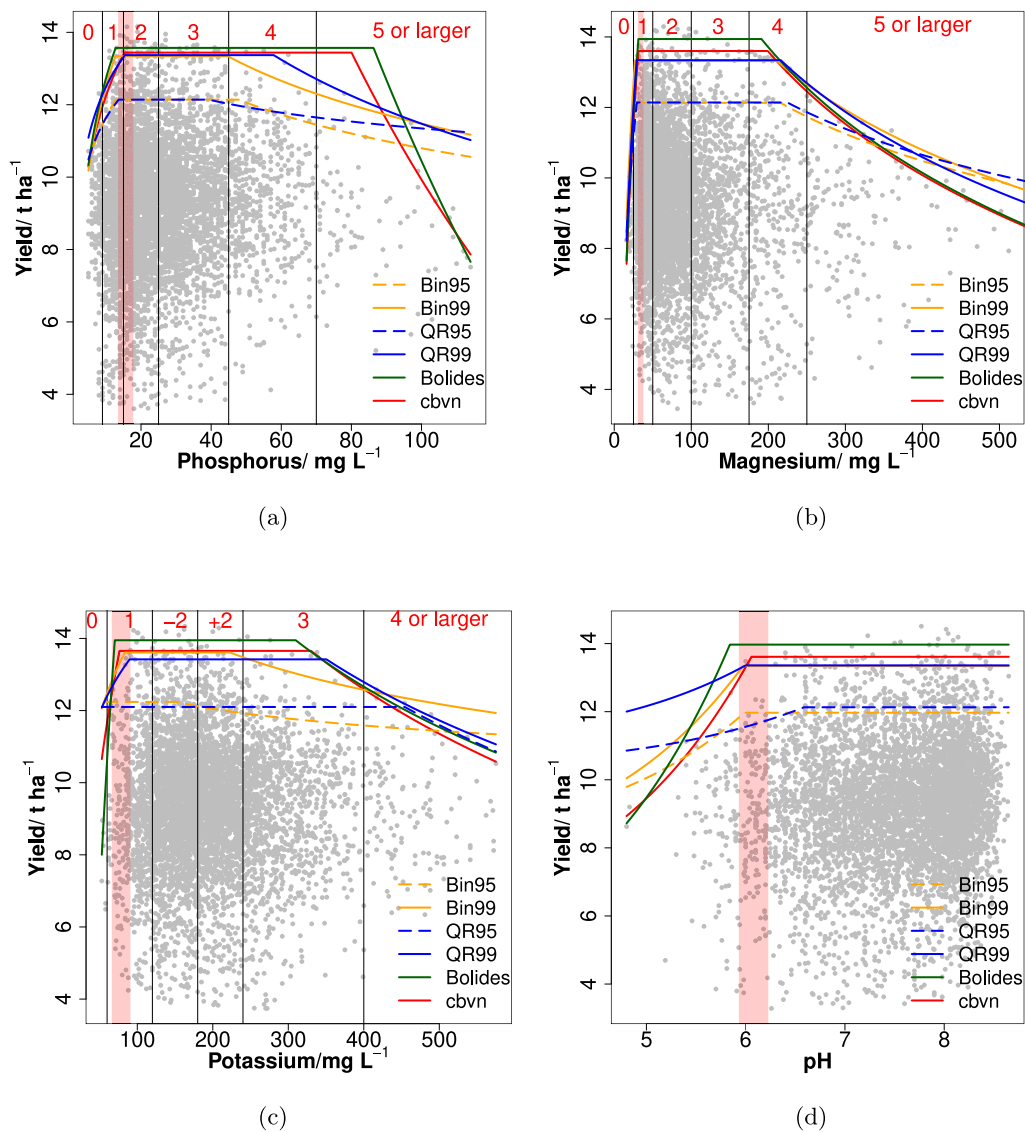 0 1 2 3 4 5 or larger
14
12
10
8
6
4
Yield/ t ha⁻¹
Bin95
Bin99
QR95
QR99
Bolides
cbvn
20 40 60 80 100
Phosphorus/ mg L⁻¹
(a)
0 1 2 3 4 5 or larger
14
12
10
8
6
4
Yield/ t ha⁻¹
Bin95
Bin99
QR95
QR99
Bolides
cbvn
0 100 200 300 400 500
Magnesium/ mg L⁻¹
(b)
0 1 −2 +2 3 4 or larger
14
12
10
8
6
4
Yield/ t ha⁻¹
Bin95
Bin99
QR95
QR99
Bolides
cbvn
100 200 300 400 500
Potassium/mg L⁻¹
(c)
14
12
10
8
6
4
Yield/ t ha⁻¹
Bin95
Bin99
QR95
QR99
Bolides
cbvn
5 6 7 8
pH
(d)